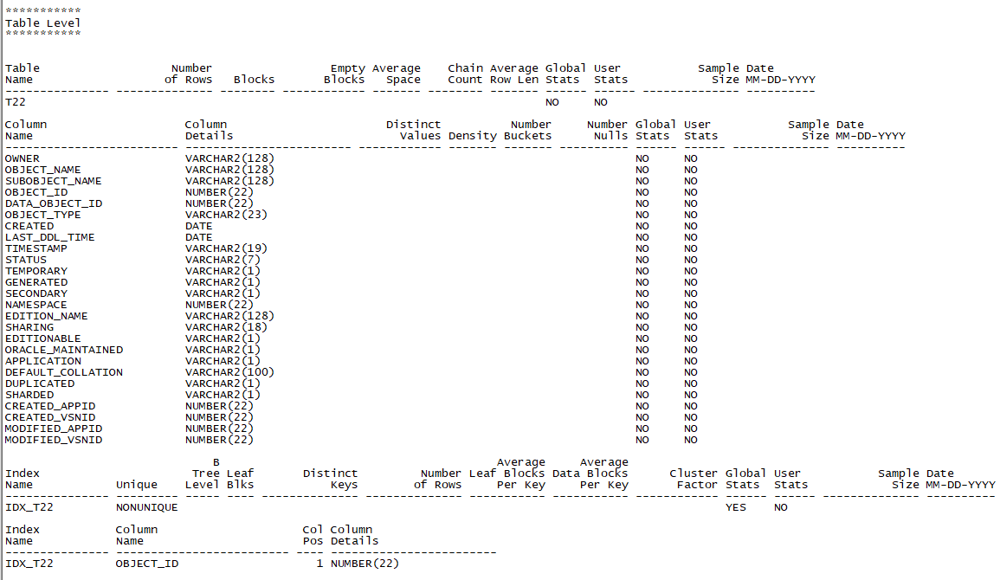 ***********
Table Level
***********
Table                   Number                 Empty Average    Chain Average Global User               Sample Date
Name                   of Rows   Blocks       Blocks   Space    Count Row Len Stats  Stats                Size MM-DD-YYYY
--------------- -------------- -------- ------------ ------- -------- ------- ------ ------ -------------- ----------
T22                                                                           NO     NO
Column                    Column                       Distinct          Number     Number Global User               Sample Date
Name                      Details                        Values Density Buckets      Nulls Stats  Stats                Size MM-DD-YYYY
------------------------- ------------------------ ------------ ------- ------- ---------- ------ ------ -------------- ----------
OWNER                     VARCHAR2(128)                                                    NO     NO
OBJECT_NAME               VARCHAR2(128)                                                    NO     NO
SUBOBJECT_NAME            VARCHAR2(128)                                                    NO     NO
OBJECT_ID                 NUMBER(22)                                                       NO     NO
DATA_OBJECT_ID            NUMBER(22)                                                       NO     NO
OBJECT_TYPE               VARCHAR2(23)                                                     NO     NO
CREATED                   DATE                                                             NO     NO
LAST_DDL_TIME             DATE                                                             NO     NO
TIMESTAMP                 VARCHAR2(19)                                                     NO     NO
STATUS                    VARCHAR2(7)                                                      NO     NO
TEMPORARY                 VARCHAR2(1)                                                      NO     NO
GENERATED                 VARCHAR2(1)                                                      NO     NO
SECONDARY                 VARCHAR2(1)                                                      NO     NO
NAMESPACE                 NUMBER(22)                                                       NO     NO
EDITION_NAME              VARCHAR2(128)                                                    NO     NO
SHARING                   VARCHAR2(18)                                                     NO     NO
EDITIONABLE               VARCHAR2(1)                                                      NO     NO
ORACLE_MAINTAINED         VARCHAR2(1)                                                      NO     NO
APPLICATION               VARCHAR2(1)                                                      NO     NO
DEFAULT_COLLATION         VARCHAR2(100)                                                    NO     NO
DUPLICATED                VARCHAR2(1)                                                      NO     NO
SHARDED                   VARCHAR2(1)                                                      NO     NO
CREATED_APPID             NUMBER(22)                                                       NO     NO
CREATED_VSNID             NUMBER(22)                                                       NO     NO
MODIFIED_APPID            NUMBER(22)                                                       NO     NO
MODIFIED_VSNID            NUMBER(22)                                                       NO     NO
                              B                                        Average     Average
Index                      Tree Leaf       Distinct         Number Leaf Blocks Data Blocks      Cluster Global User               Sample Date
Name            Unique    Level Blks           Keys        of Rows     Per Key     Per Key       Factor Stats  Stats                Size MM-DD-YYYY
--------------- --------- ----- ---- -------------- -------------- ----------- ----------- ------------ ------ ------ -------------- ----------
IDX_T22         NONUNIQUE                                                                               YES    NO
Index           Column                     Col Column
Name            Name                       Pos Details
--------------- ------------------------- ---- ------------------------
IDX_T22         OBJECT_ID                    1 NUMBER(22)